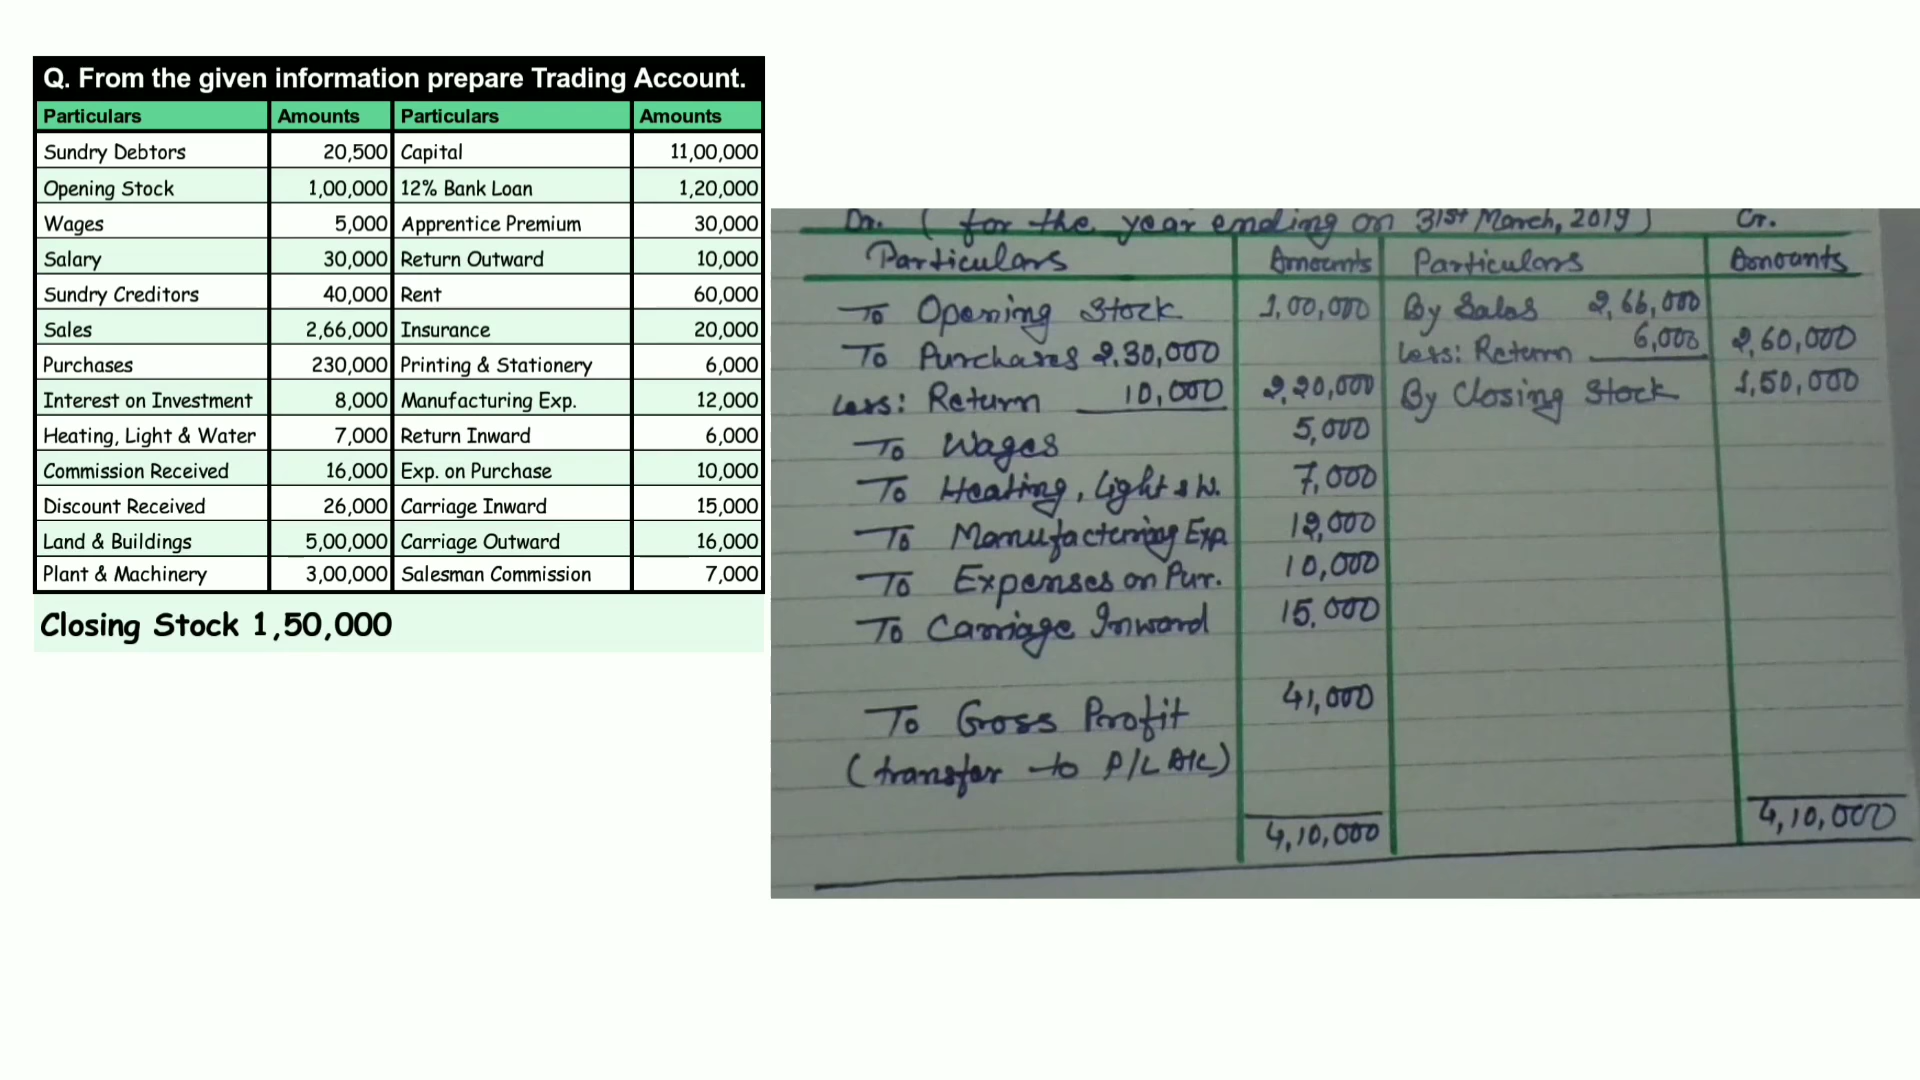 Q. From the given information prepare Trading Account.
Particulars Amounts Particulars Amounts
Sundry Debtors 20,500 Capital 11,00,000
Opening Stock 1,00,000 12% Bank Loan 1,20,000
Wages 5,000 Apprentice Premium 30,000
Salary 30,000 Return Outward 10,000
Sundry Creditors 40,000 Rent 60,000
Sales 2,66,000 Insurance 20,000
Purchases 230,000 Printing & Stationery 6,000
Interest on Investment 8,000 Manufacturing Exp. 12,000
Heating, Light & Water 7,000 Return Inward 6,000
Commission Received 16,000 Exp. on Purchase 10,000
Discount Received 26,000 Carriage Inward 15,000
Land & Buildings 5,00,000 Carriage Outward 16,000
Plant & Machinery 3,00,000 Salesman Commission 7,000
Closing Stock 1,50,000
Dr. ( for the year ending on 31st March, 2019 ) Cr.
Particulars Amounts Particulars Amounts
To Opening Stock 1,00,000 By Sales 2,66,000
To Purchases 2,30,000 Less: Return 6,000 2,60,000
Less: Return 10,000 2,20,000 By Closing Stock 1,50,000
To Wages 5,000
To Heating, Light & W. 7,000
To Manufacturing Exp. 12,000
To Expenses on Pur. 10,000
To Carriage Inward 15,000
To Gross Profit 41,000
(transfer to P/L A/c)
4,10,000 4,10,000